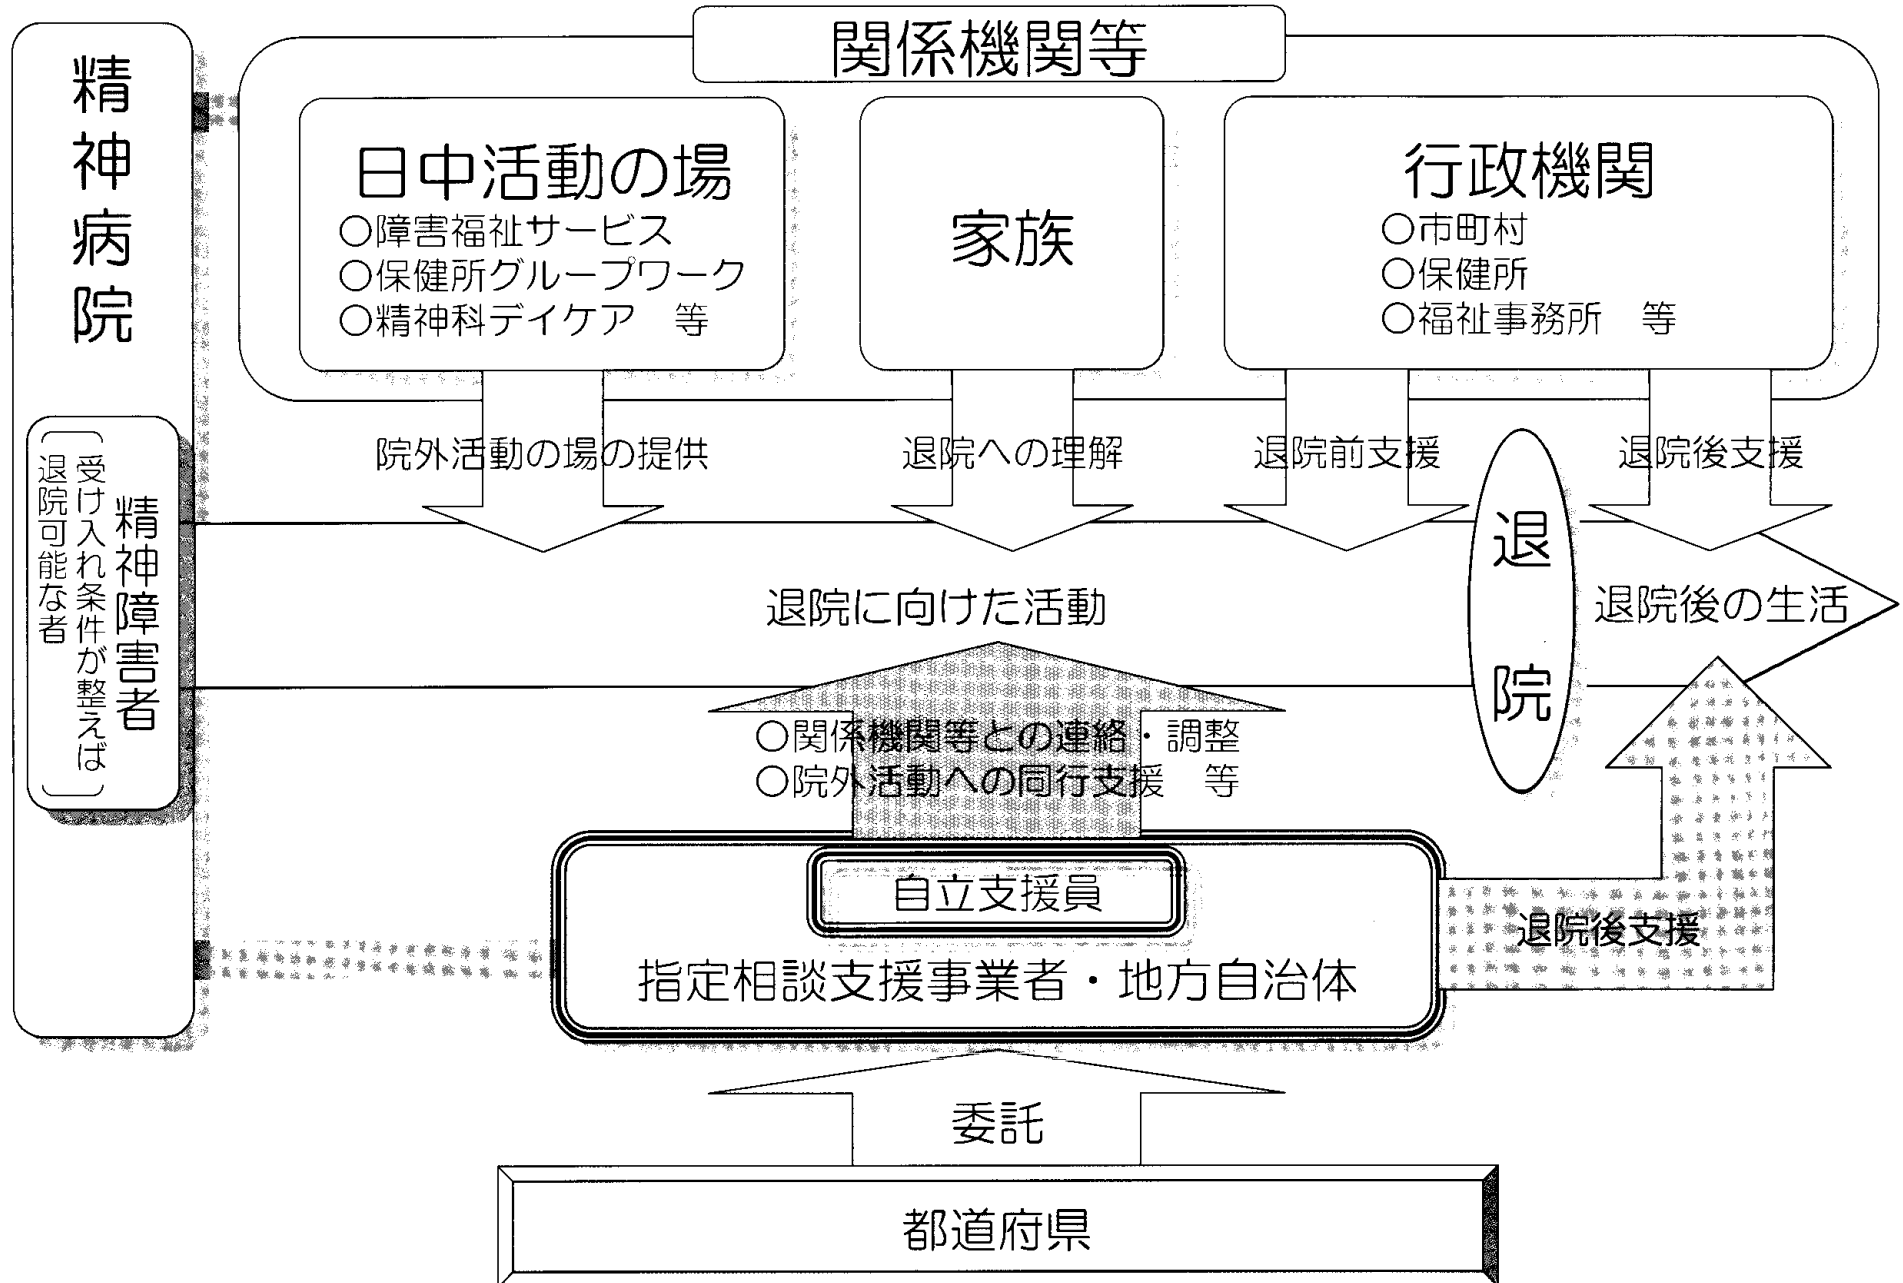 関係機関等
精神病院
日中活動の場
○障害福祉サービス
○保健所グループワーク
○精神科デイケア　等
家族
行政機関
○市町村
○保健所
○福祉事務所　等
院外活動の場の提供
退院への理解
退院前支援
退院後支援
精神障害者
受け入れ条件が整えば
退院可能な者
退院に向けた活動
退院
退院後の生活
○関係機関等との連絡・調整
○院外活動への同行支援　等
自立支援員
指定相談支援事業者・地方自治体
退院後支援
委託
都道府県